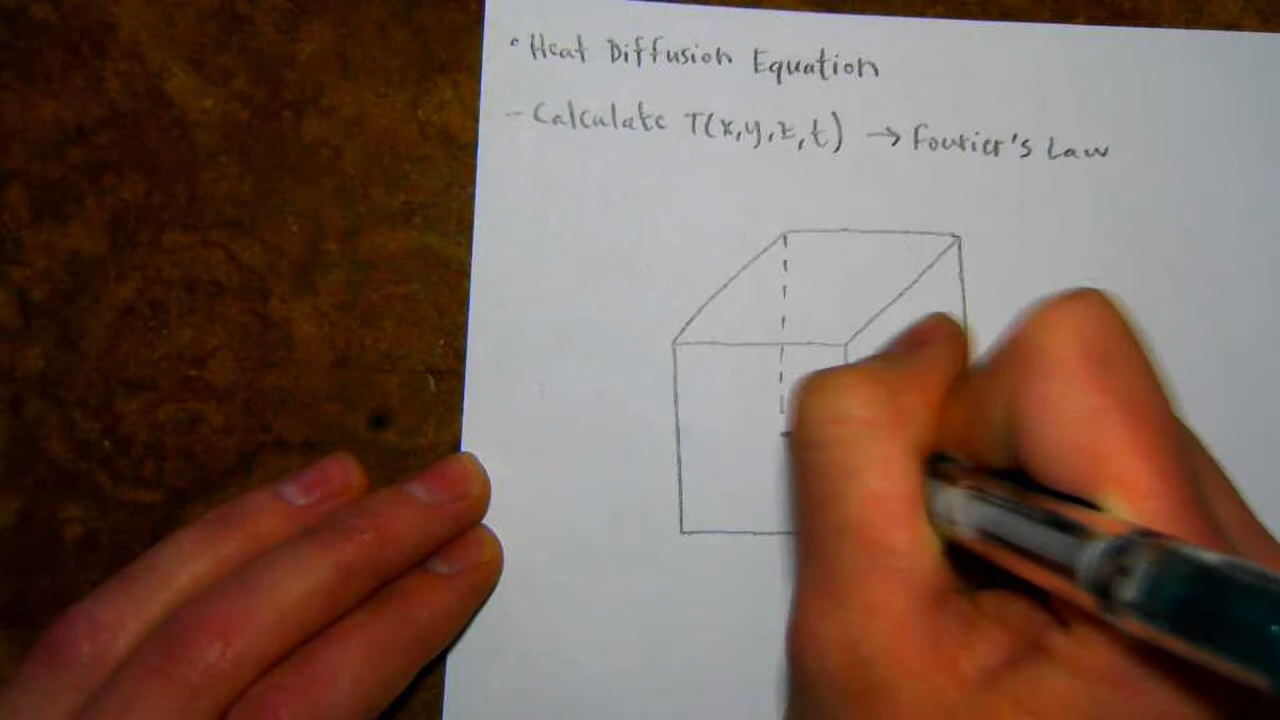 • Heat Diffusion Equation
- Calculate T(x,y,z,t) → Fourier's Law